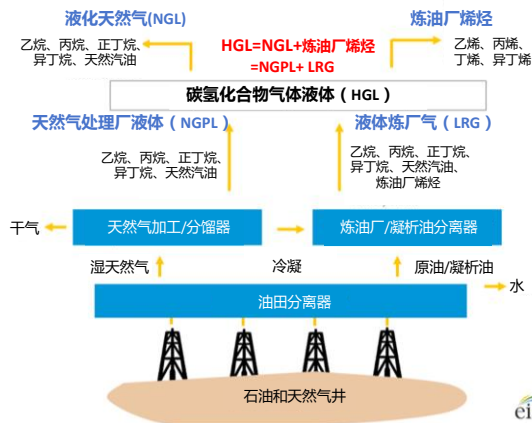 液化天然气(NGL)
炼油厂烯烃
乙烷、丙烷、正丁烷、
异丁烷、天然汽油
HGL=NGL+炼油厂烯烃
=NGPL+ LRG
乙烯、丙烯、
丁烯、异丁烯
碳氢化合物气体液体（HGL）
天然气处理厂液体（NGPL）
液体炼厂气（LRG）
乙烷、丙烷、正丁烷、
异丁烷、天然汽油
乙烷、丙烷、正丁烷、
异丁烷、天然汽油、
炼油厂烯烃
干气
天然气加工/分馏器
炼油厂/凝析油分离器
湿天然气
冷凝
原油/凝析油
油田分离器
水
石油和天然气井